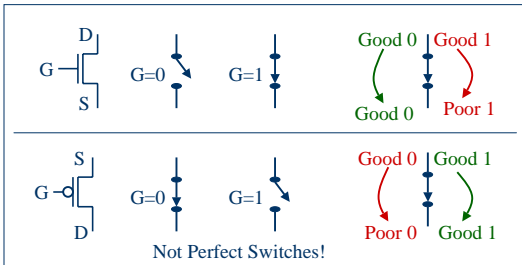 D
Good 0 Good 1
G G=0 G=1
S
Good 0 Poor 1
S
Good 0 Good 1
G G=0 G=1
D
Poor 0 Good 1
Not Perfect Switches!